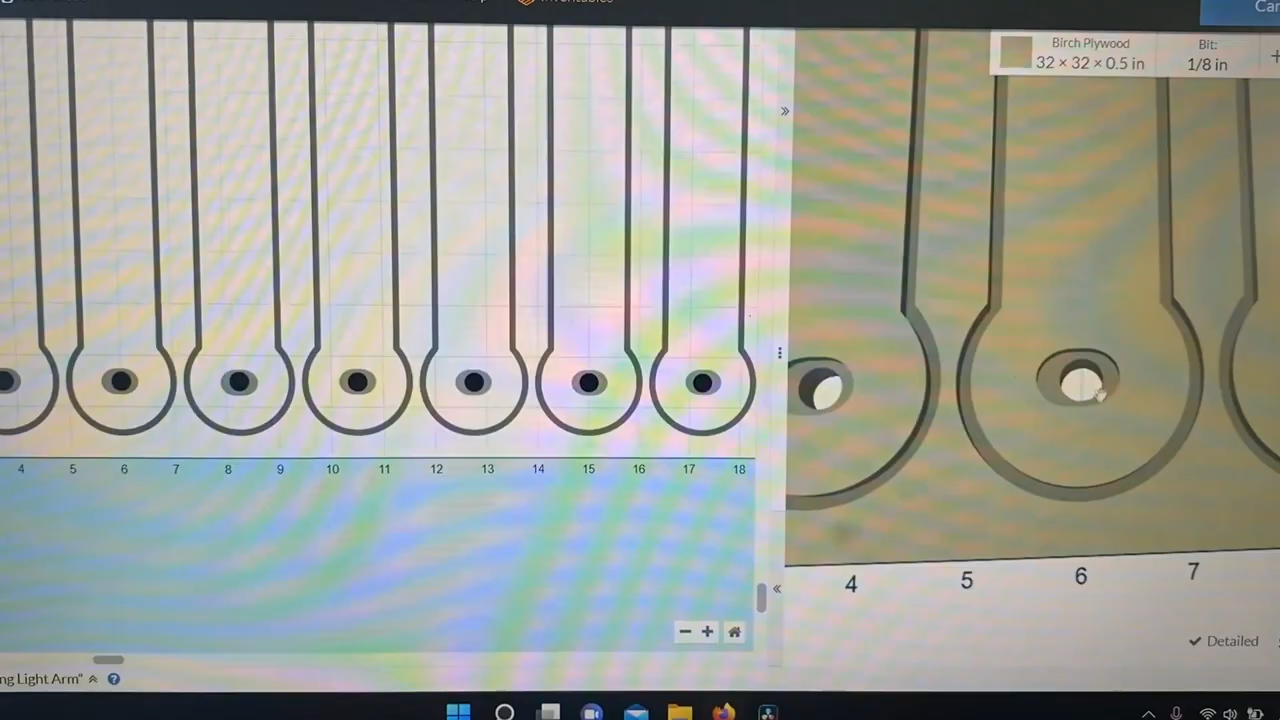 Birch Plywood
32 × 32 × 0.5 in
Bit:
1/8 in
4 5 6 7 8 9 10 11 12 13 14 15 16 17 18
4 5 6 7
Detailed
ng Light Arm"